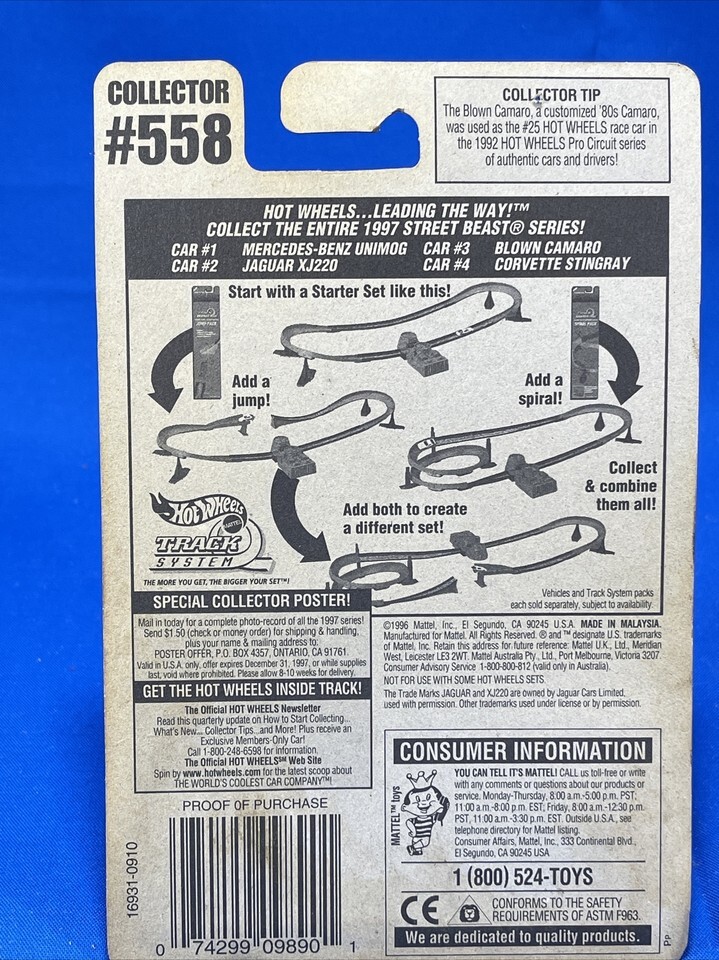 COLLECTOR
#558
COLLECTOR TIP
The Blown Camaro, a customized '80s Camaro,
was used as the #25 HOT WHEELS race car in
the 1992 HOT WHEELS Pro Circuit series
of authentic cars and drivers!
HOT WHEELS...LEADING THE WAY!™
COLLECT THE ENTIRE 1997 STREET BEAST® SERIES!
CAR #1 MERCEDES-BENZ UNIMOG CAR #3 BLOWN CAMARO
CAR #2 JAGUAR XJ220 CAR #4 CORVETTE STINGRAY
Start with a Starter Set like this!
Add a
jump!
Add a
spiral!
Collect
& combine
them all!
Add both to create
a different set!
Hot Wheels
MATTEL
TRACK
SYSTEM
THE MORE YOU GET, THE BIGGER YOUR SET™!
Vehicles and Track System packs
each sold separately, subject to availability.
SPECIAL COLLECTOR POSTER!
Mail in today for a complete photo-record of all the 1997 series!
Send $1.50 (check or money order) for shipping & handling,
plus your name & mailing address to:
POSTER OFFER, P.O. BOX 4357, ONTARIO, CA 91761.
Valid in U.S.A. only, offer expires December 31, 1997, or while supplies
last, void where prohibited. Please allow 8-10 weeks for delivery.
GET THE HOT WHEELS INSIDE TRACK!
The Official HOT WHEELS Newsletter
Read this quarterly update on How to Start Collecting...
What's New... Collector Tips...and More! Plus receive an
Exclusive Members-Only Car!
Call 1-800-248-6598 for information.
The Official HOT WHEELS℠ Web Site
Spin by www.hotwheels.com for the latest scoop about
THE WORLD'S COOLEST CAR COMPANY™!
©1996 Mattel, Inc., El Segundo, CA 90245 U.S.A. MADE IN MALAYSIA.
Manufactured for Mattel. All Rights Reserved. ® and ™ designate U.S. trademarks
of Mattel, Inc. Retain this address for future reference: Mattel U.K., Ltd., Meridian
West, Leicester LE3 2WT. Mattel Australia Pty., Ltd., Port Melbourne, Victoria 3207.
Consumer Advisory Service 1-800-800-812 (valid only in Australia).
NOT FOR USE WITH SOME HOT WHEELS SETS.
The Trade Marks JAGUAR and XJ220 are owned by Jaguar Cars Limited,
used with permission. Other trademarks used under license or by permission.
CONSUMER INFORMATION
MATTEL™ toys
YOU CAN TELL IT'S MATTEL! CALL us toll-free or write
with any comments or questions about our products or
service. Monday-Thursday, 8:00 a.m.-5:00 p.m. PST;
11:00 a.m.-8:00 p.m. EST; Friday, 8:00 a.m.-12:30 p.m.
PST, 11:00 a.m.-3:30 p.m. EST. Outside U.S.A., see
telephone directory for Mattel listing.
Consumer Affairs, Mattel, Inc., 333 Continental Blvd.,
El Segundo, CA 90245 USA
1 (800) 524-TOYS
CE
CONFORMS TO THE SAFETY
REQUIREMENTS OF ASTM F963.
We are dedicated to quality products.
P.P.
PROOF OF PURCHASE
16931-0910
0 74299 09890 1